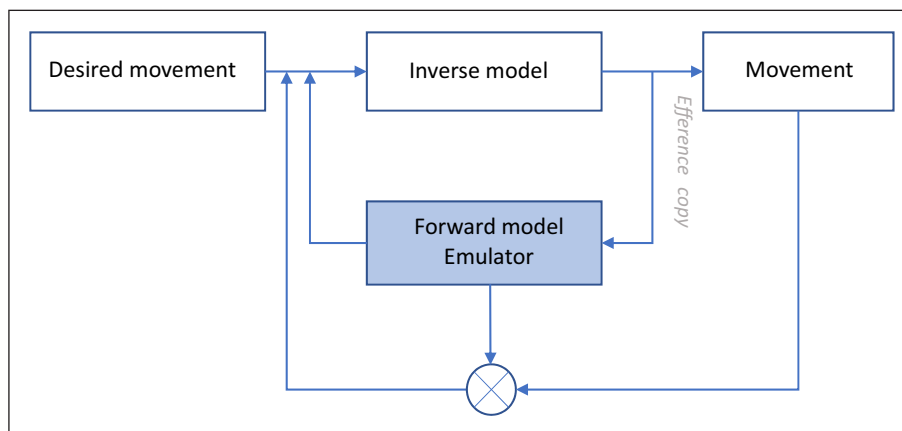 Desired movement
Inverse model
Movement
Efference copy
Forward model
Emulator